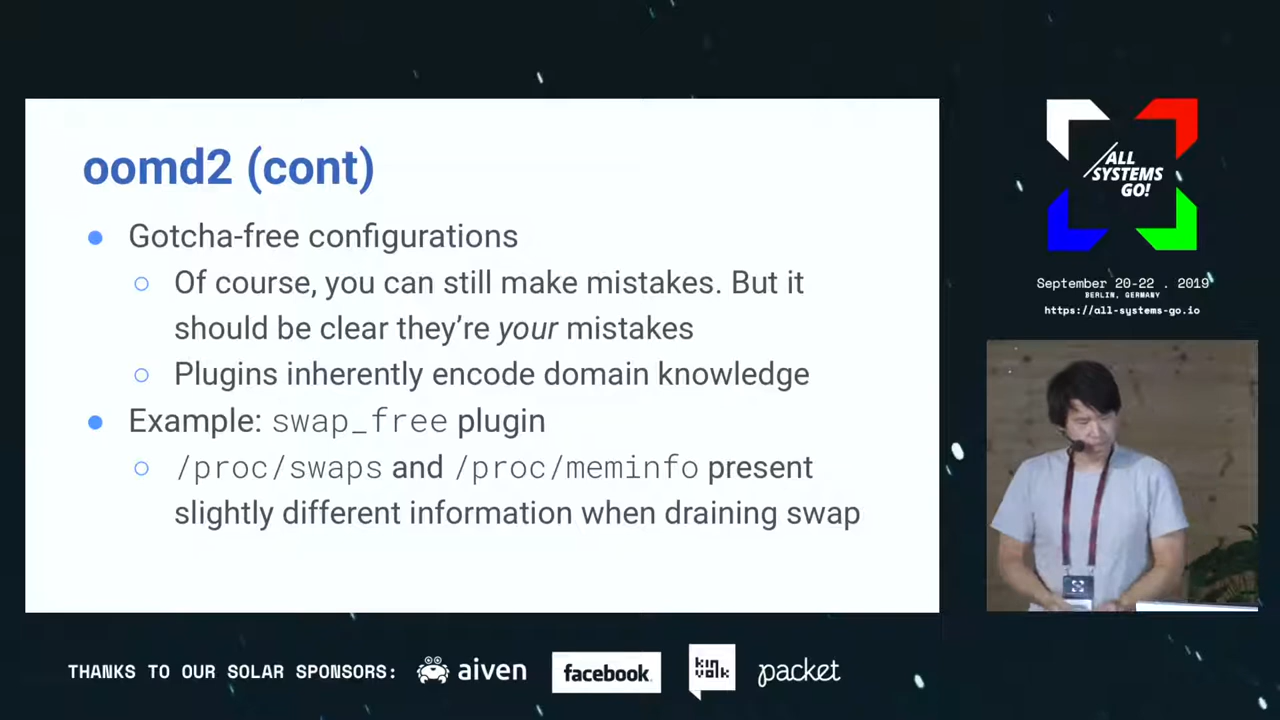 oomd2 (cont)
● Gotcha-free configurations
○ Of course, you can still make mistakes. But it
should be clear they’re your mistakes
○ Plugins inherently encode domain knowledge
● Example: swap_free plugin
○ /proc/swaps and /proc/meminfo present
slightly different information when draining swap
ALL
SYSTEMS
GO!
September 20-22 . 2019
BERLIN, GERMANY
https://all-systems-go.io
THANKS TO OUR SOLAR SPONSORS:
aiven
facebook
kinvolk
packet